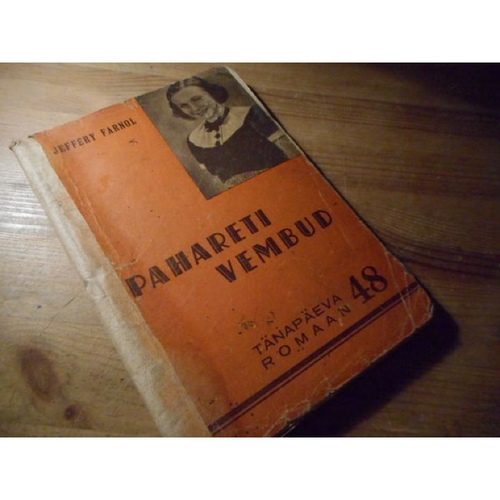 JEFFERY FARNOL
PAHARETI
VEMBUD
TÄNAPÄEVA
ROMAAN 48